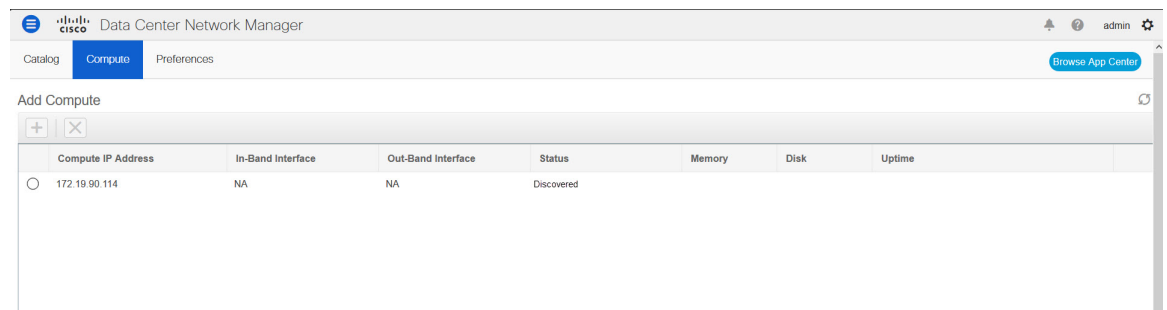 cisco Data Center Network Manager admin
Catalog Compute Preferences Browse App Center
Add Compute
Compute IP Address In-Band Interface Out-Band Interface Status Memory Disk Uptime
172.19.90.114 NA NA Discovered